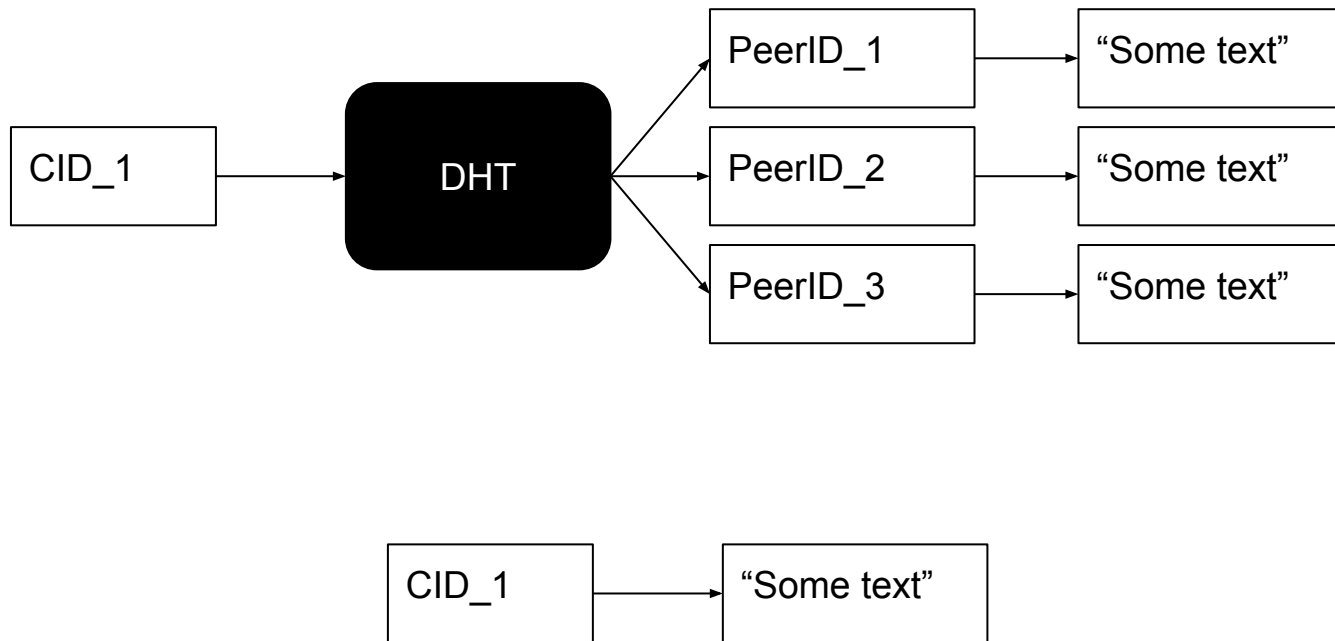 PeerID_1
“Some text”
CID_1
DHT
PeerID_2
“Some text”
PeerID_3
“Some text”
CID_1
“Some text”